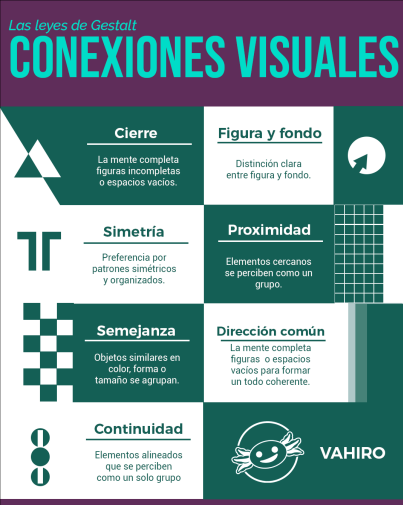 Las leyes de Gestalt
CONEXIONES VISUALES
Cierre
La mente completa
figuras incompletas
o espacios vacíos.
Figura y fondo
Distinción clara
entre figura y fondo.
Simetría
Preferencia por
patrones simétricos
y organizados.
Proximidad
Elementos cercanos
se perciben como un
grupo.
Semejanza
Objetos similares en
color, forma o
tamaño se agrupan.
Dirección común
La mente completa
figuras o espacios
vacíos para formar
un todo coherente.
Continuidad
Elementos alineados
que se perciben
como un solo grupo
VAHIRO